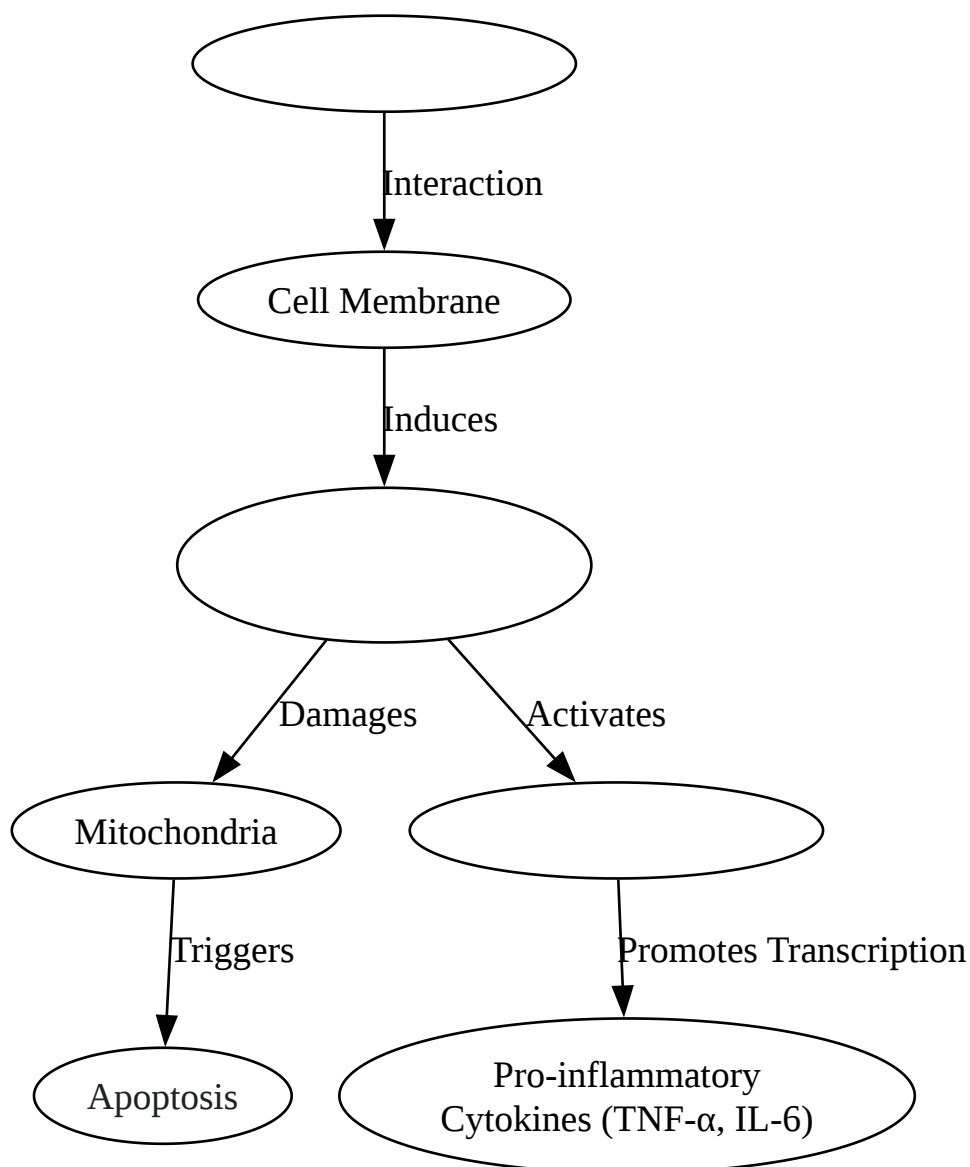 Interaction
Cell Membrane
Induces
Damages
Activates
Mitochondria
Triggers
Promotes Transcription
Apoptosis
Pro-inflammatory
Cytokines (TNF-α, IL-6)